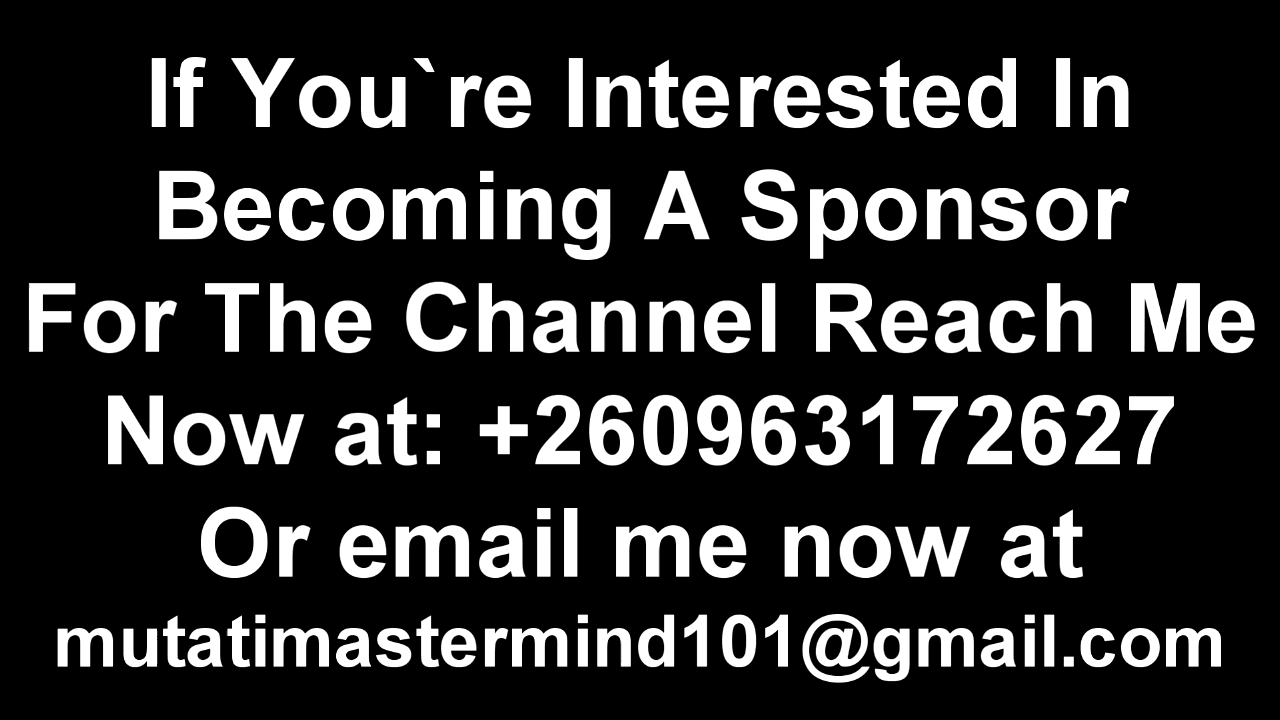 If You`re Interested In
Becoming A Sponsor
For The Channel Reach Me
Now at: +260963172627
Or email me now at
mutatimastermind101@gmail.com